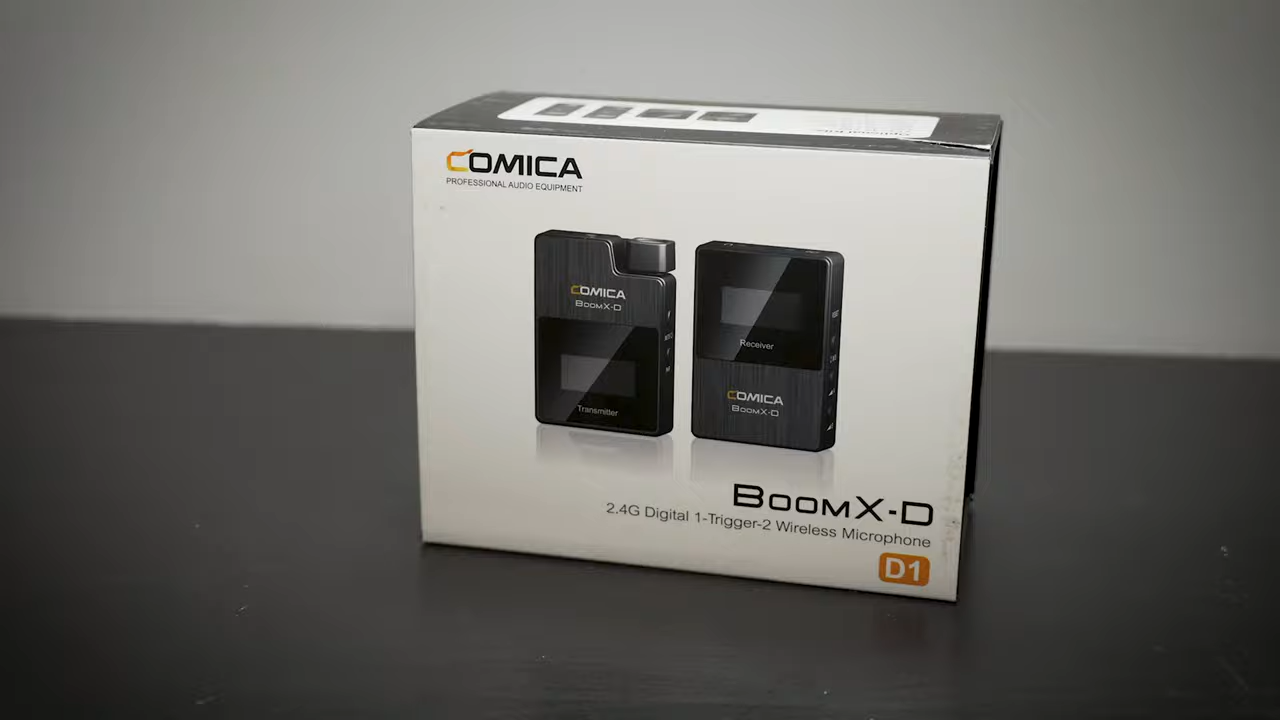 COMICA
PROFESSIONAL AUDIO EQUIPMENT
COMICA
BOOMX-D
Transmitter
Receiver
COMICA
BOOMX-D
BOOMX-D
2.4G Digital 1-Trigger-2 Wireless Microphone
D1